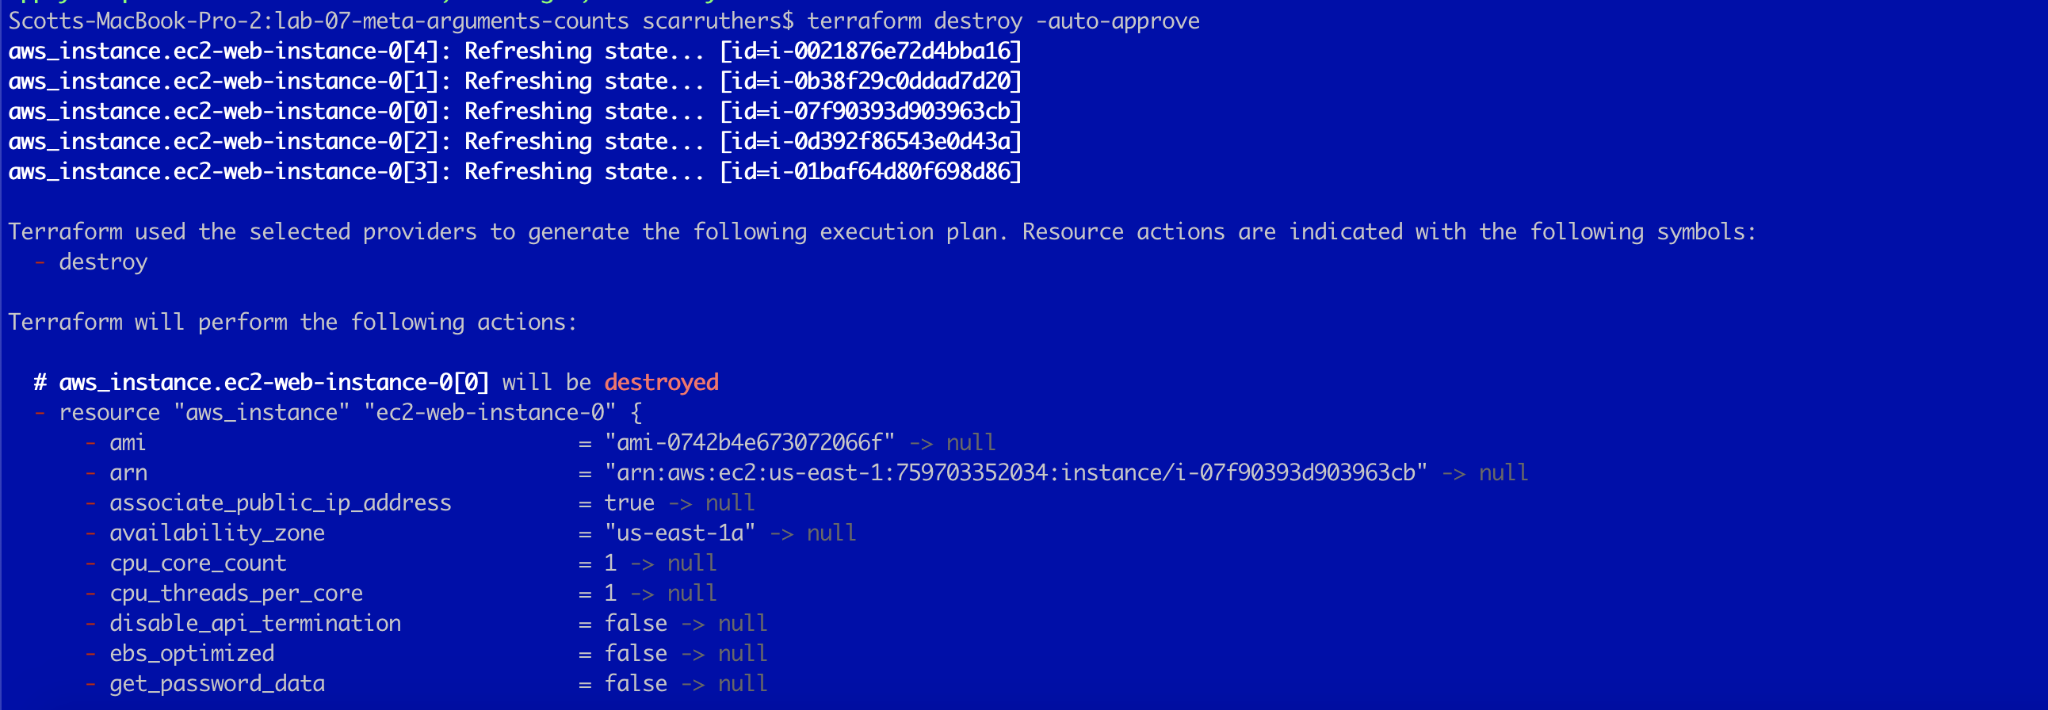 Scotts-MacBook-Pro-2:lab-07-meta-arguments-counts scarruthers$ terraform destroy -auto-approve
aws_instance.ec2-web-instance-0[4]: Refreshing state... [id=i-0021876e72d4bba16]
aws_instance.ec2-web-instance-0[1]: Refreshing state... [id=i-0b38f29c0ddad7d20]
aws_instance.ec2-web-instance-0[0]: Refreshing state... [id=i-07f90393d903963cb]
aws_instance.ec2-web-instance-0[2]: Refreshing state... [id=i-0d392f86543e0d43a]
aws_instance.ec2-web-instance-0[3]: Refreshing state... [id=i-01baf64d80f698d86]
Terraform used the selected providers to generate the following execution plan. Resource actions are indicated with the following symbols:
- destroy
Terraform will perform the following actions:
# aws_instance.ec2-web-instance-0[0] will be destroyed
- resource "aws_instance" "ec2-web-instance-0" {
- ami = "ami-0742b4e673072066f" -> null
- arn = "arn:aws:ec2:us-east-1:759703352034:instance/i-07f90393d903963cb" -> null
- associate_public_ip_address = true -> null
- availability_zone = "us-east-1a" -> null
- cpu_core_count = 1 -> null
- cpu_threads_per_core = 1 -> null
- disable_api_termination = false -> null
- ebs_optimized = false -> null
- get_password_data = false -> null